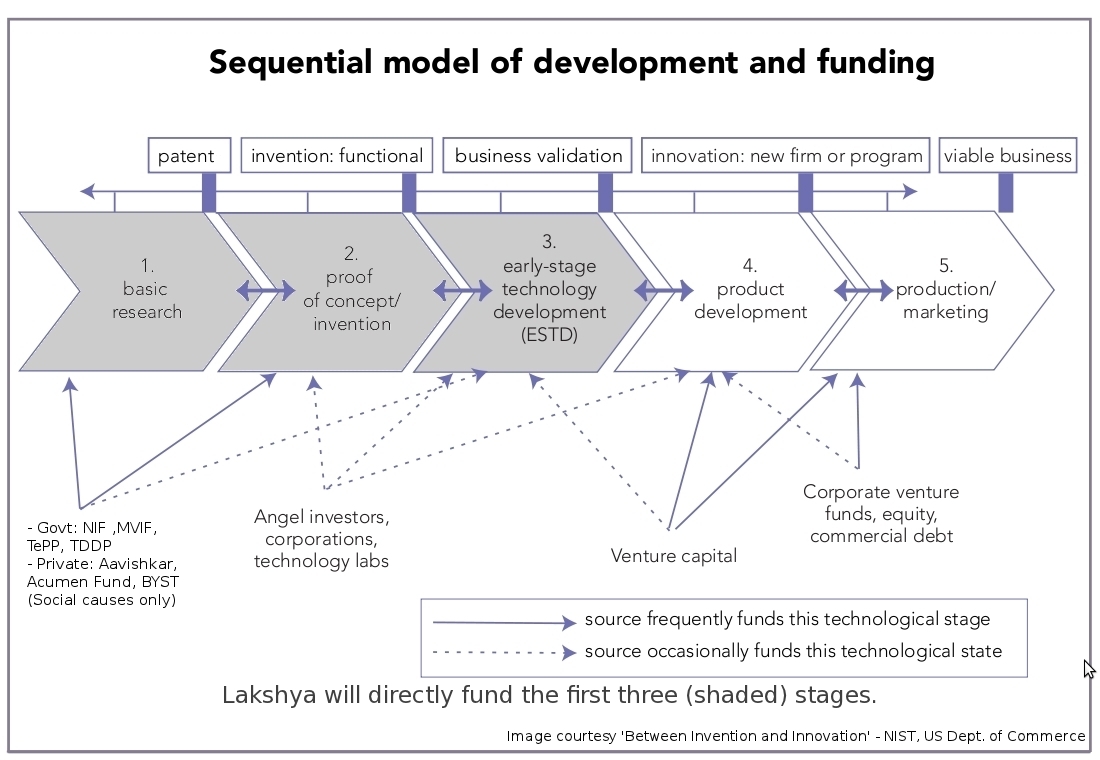 Sequential model of development and funding
patent
invention: functional
business validation
innovation: new firm or program
viable business
1.
basic
research
2.
proof
of concept/
invention
3.
early-stage
technology
development
(ESTD)
4.
product
development
5.
production/
marketing
- Govt: NIF ,MVIF,
TePP, TDDP
- Private: Aavishkar,
Acumen Fund, BYST
(Social causes only)
Angel investors,
corporations,
technology labs
Venture capital
Corporate venture
funds, equity,
commercial debt
source frequently funds this technological stage
source occasionally funds this technological state
Lakshya will directly fund the first three (shaded) stages.
Image courtesy 'Between Invention and Innovation' - NIST, US Dept. of Commerce